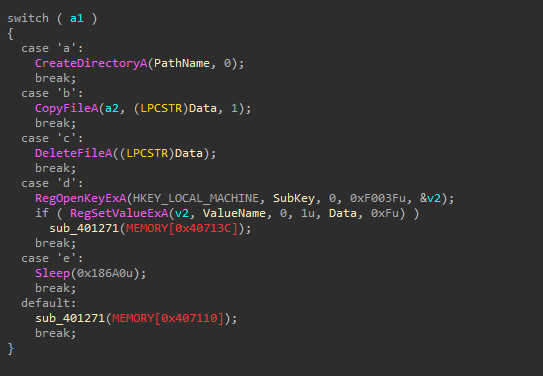 switch ( a1 )
{
case 'a':
CreateDirectoryA(PathName, 0);
break;
case 'b':
CopyFileA(a2, (LPCSTR)Data, 1);
break;
case 'c':
DeleteFileA((LPCSTR)Data);
break;
case 'd':
RegOpenKeyExA(HKEY_LOCAL_MACHINE, SubKey, 0, 0xF003Fu, &v2);
if ( RegSetValueExA(v2, ValueName, 0, 1u, Data, 0xFu) )
sub_401271(MEMORY[0x40713C]);
break;
case 'e':
Sleep(0x186A0u);
break;
default:
sub_401271(MEMORY[0x407110]);
break;
}